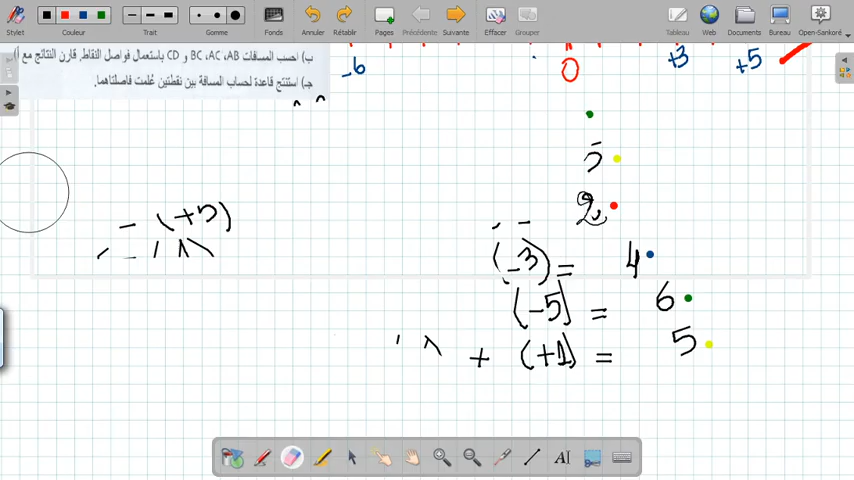 Stylet
Couleur
Trait
Fonds
Annuler
Rétablir
Pages
Précédente
Suivante
Effacer
Gomme
Tableau
Web
Documents
Bureau
Open-Sankoré
ب) احسب المسافات AB، AC، BC و CD باستعمال فواصل النقاط. قارن النتائج مع أ)
جـ) استنتج قاعدة لحساب المسافة بين نقطتين عُلمت فاصلتاهما.
-6
0
+3
+5
5
2
- (+5)
(-3) = 4
(-5) = 6
+ (+1) = 5